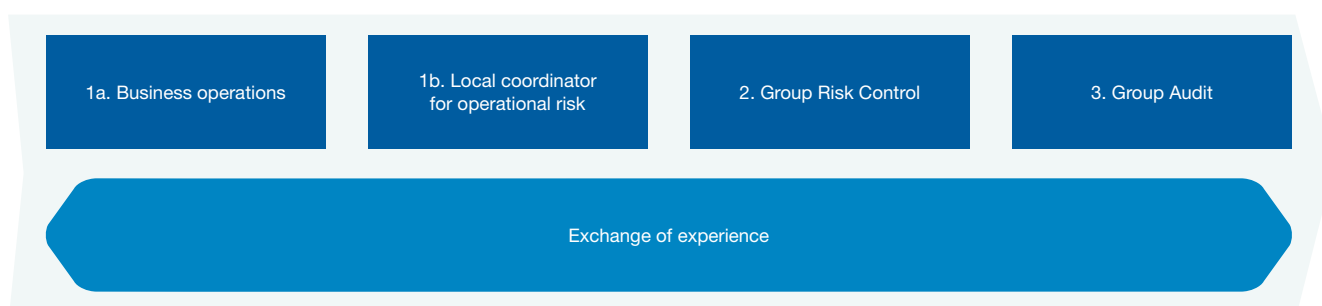 1a. Business operations
1b. Local coordinator
for operational risk
2. Group Risk Control
3. Group Audit
Exchange of experience